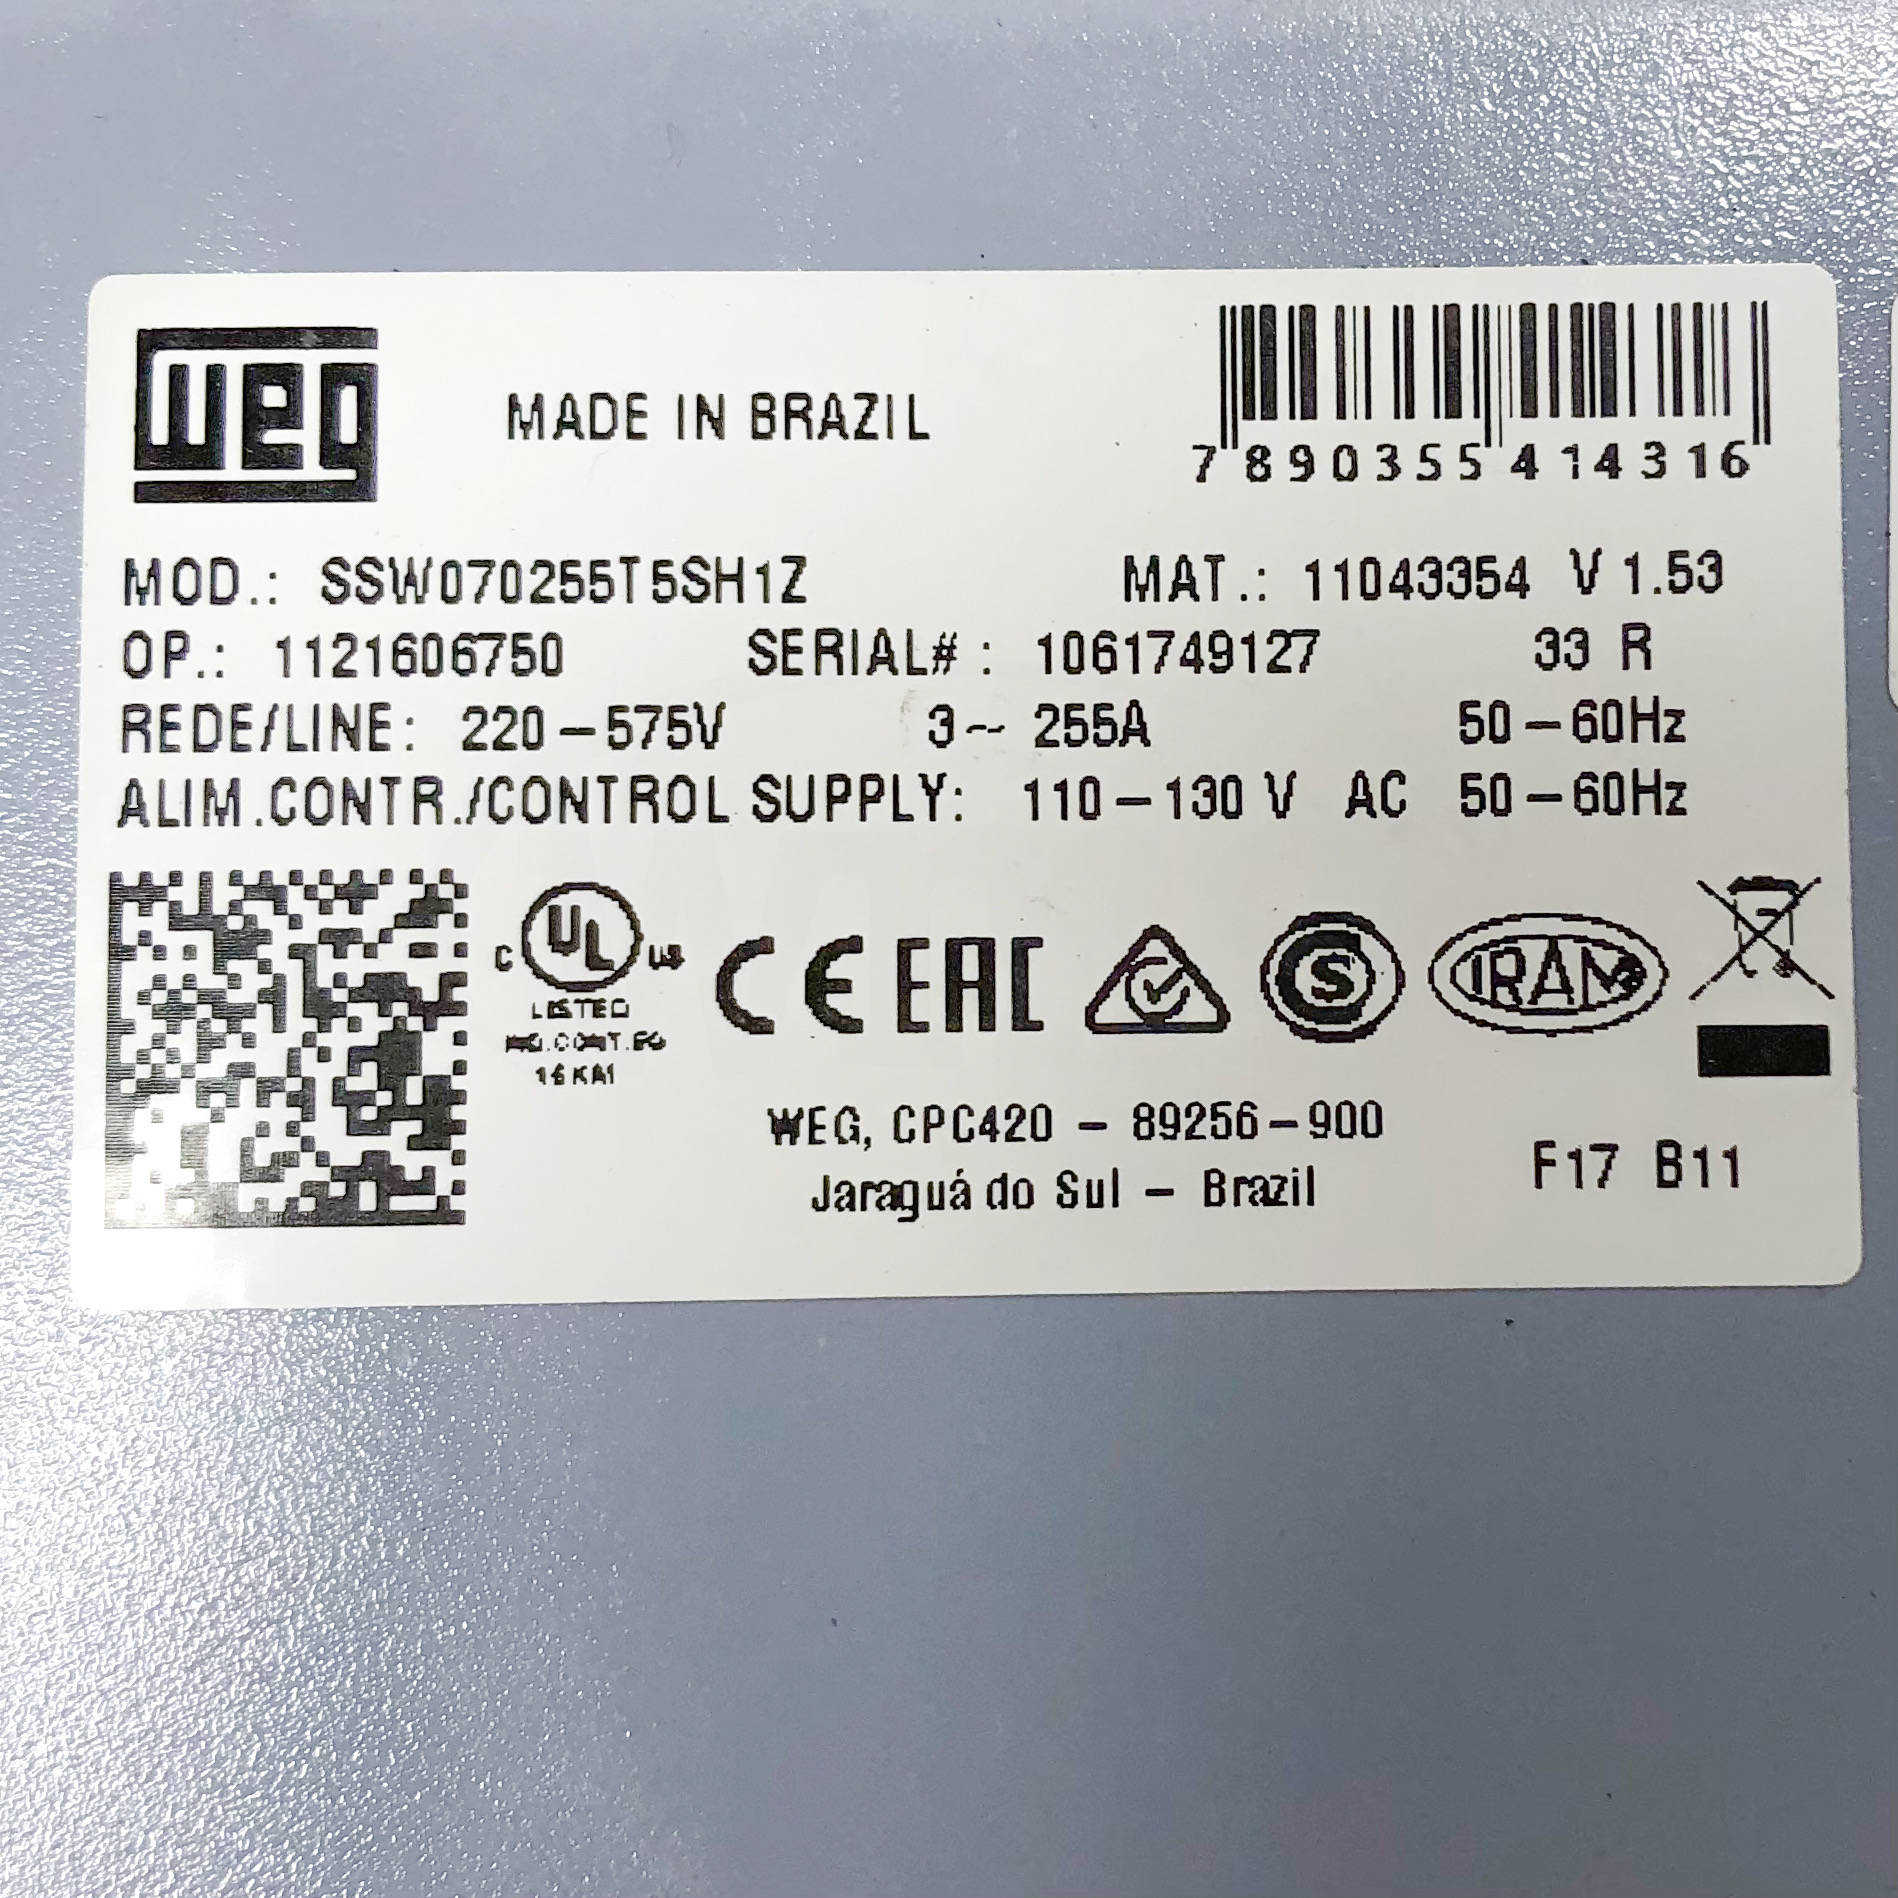 weg
MADE IN BRAZIL
7 890355 414316
MOD.: SSW070255T5SH1Z MAT.: 11043354 V 1.53
OP.: 1121606750 SERIAL# : 1061749127 33 R
REDE/LINE: 220-575V 3~ 255A 50-60Hz
ALIM.CONTR./CONTROL SUPPLY: 110-130 V AC 50-60Hz
C UL US
LISTED
CE EAC S IRAM
WEG, CPC420 - 89256-900
Jaraguá do Sul - Brazil
F17 B11